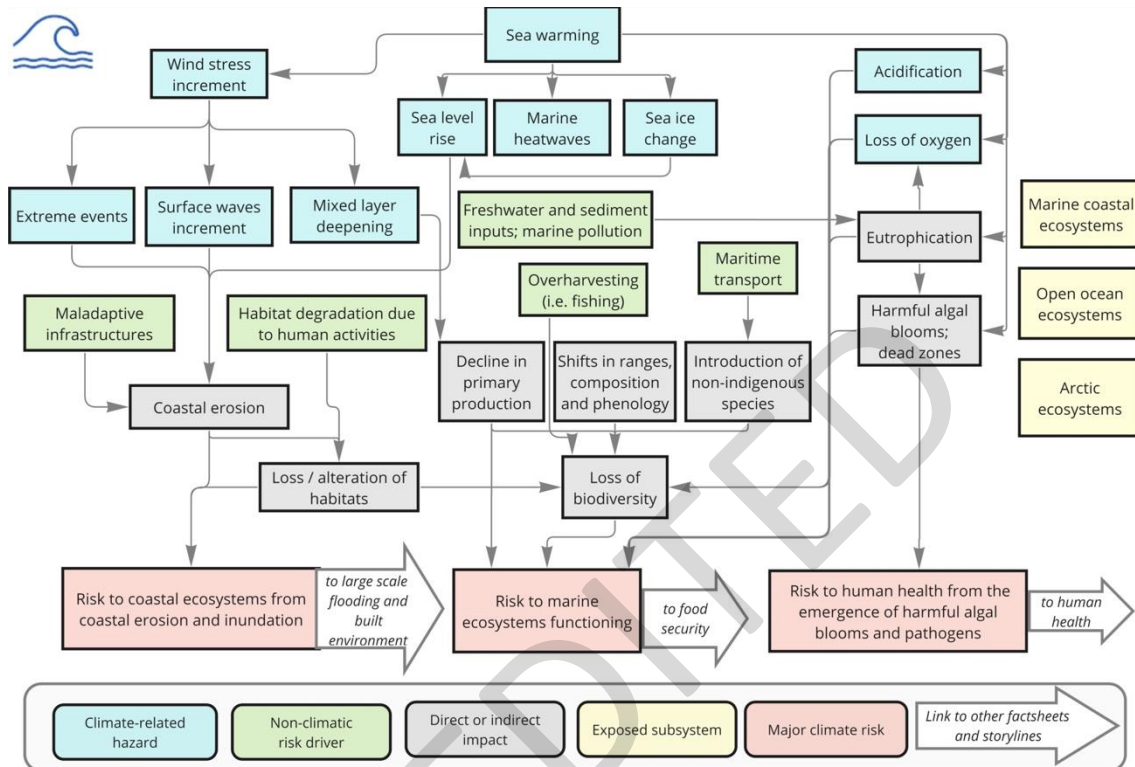 Sea warming
Wind stress
increment
Acidification
Sea level
rise
Marine
heatwaves
Sea ice
change
Loss of oxygen
Extreme events
Surface waves
increment
Mixed layer
deepening
Freshwater and sediment
inputs; marine pollution
Eutrophication
Marine coastal
ecosystems
Maladaptive
infrastructures
Habitat degradation due
to human activities
Overharvesting
(i.e. fishing)
Maritime
transport
Open ocean
ecosystems
Decline in
primary
production
Shifts in ranges,
composition
and phenology
Introduction of
non-indigenous
species
Harmful algal
blooms;
dead zones
Arctic
ecosystems
Coastal erosion
Loss / alteration of
habitats
Loss of
biodiversity
Risk to coastal ecosystems from
coastal erosion and inundation
to large scale
flooding and
built
environment
Risk to marine
ecosystems functioning
to food
security
Risk to human health from the
emergence of harmful algal
blooms and pathogens
to human
health
Climate-related
hazard
Non-climatic
risk driver
Direct or indirect
impact
Exposed subsystem
Major climate risk
Link to other factsheets
and storylines
EDITED